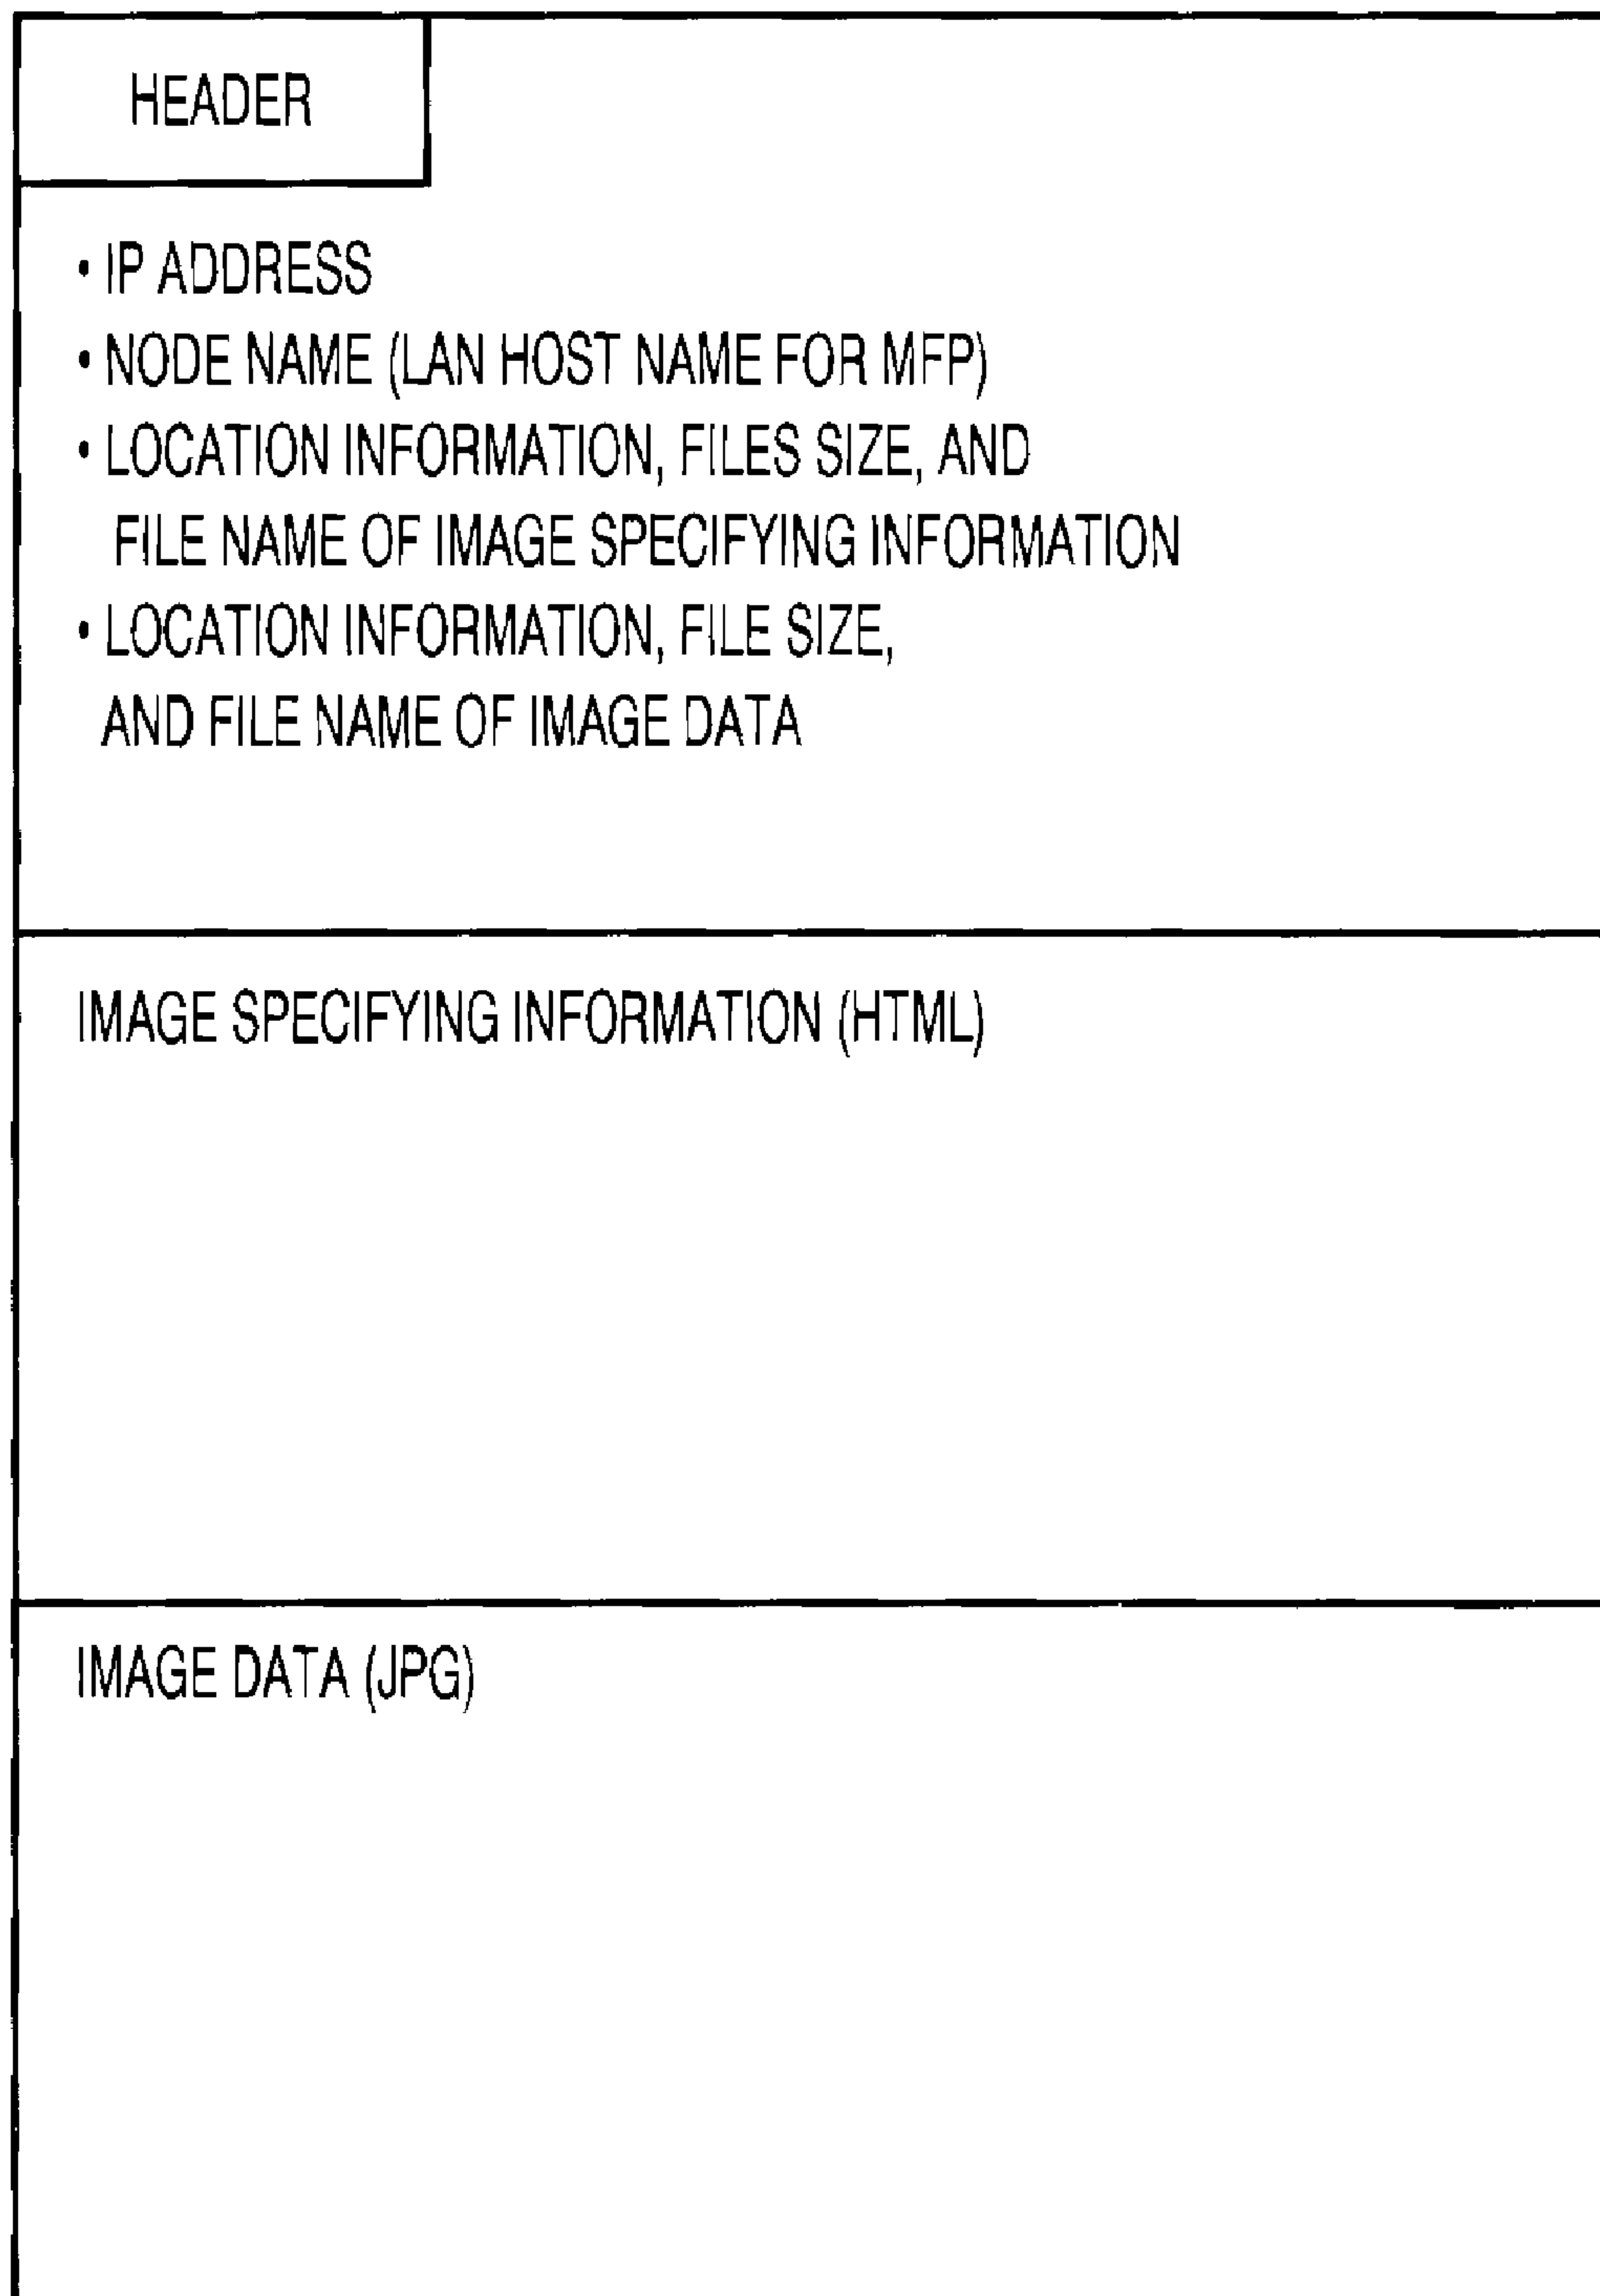 HEADER
• IP ADDRESS
• NODE NAME (LAN HOST NAME FOR MFP)
• LOCATION INFORMATION, FILES SIZE, AND
FILE NAME OF IMAGE SPECIFYING INFORMATION
• LOCATION INFORMATION, FILE SIZE,
AND FILE NAME OF IMAGE DATA
IMAGE SPECIFYING INFORMATION (HTML)
IMAGE DATA (JPG)